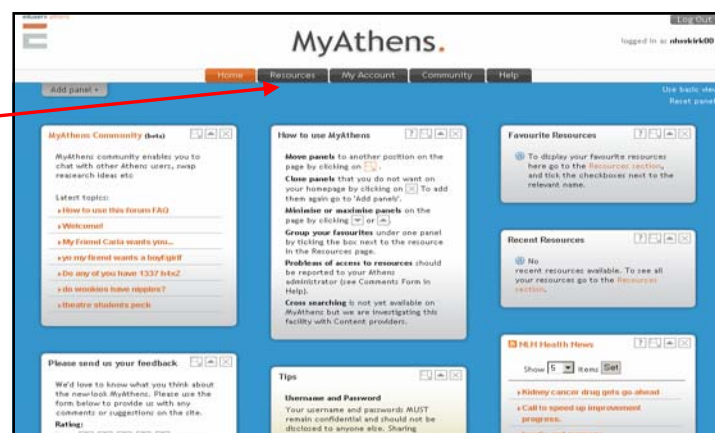 eduserv athens
Log Out
MyAthens.
logged in as nhskirk00
Home Resources My Account Community Help
Add panel +
Use basic view
Reset panel
MyAthens Community (beta)
MyAthens community enables you to
chat with other Athens users, swap
research ideas etc
Latest topics:
» How to use this forum FAQ
» Welcome!
» My Friend Carla wants you...
» yo my firend wants a boyfgirlf
» Do any of you have 1337
» do wookies have nipples?
» theatre students peck
Please send us your feedback
We'd love to know what you think about
the new-look MyAthens. Please use the
form below to provide us with any
comments or suggestions on the site.
Rating:
How to use MyAthens
Move panels to another position on the
page by clicking on
Close panels that you do not want on
your homepage by clicking on To add
them again go to 'Add panels'.
Minimise or maximise panels on the
page by clicking or
Group your favourites under one panel
by ticking the box next to the resource
in the Resources page.
Problems of access to resources should
be reported to your Athens
administrator (see Comments Form in
Help).
Cross searching is not yet available on
MyAthens but we are investigating this
facility with Content providers.
Tips
Username and Password
Your username and passwords MUST
remain confidential and should not be
disclosed to anyone else. Sharing
Favourite Resources
To display your favourite resources
here go to the Resources section,
and tick the checkboxes next to the
relevant name.
Recent Resources
No
recent resources available. To see all
your resources go to the Resources
section.
NLH Health News
Show 5 items Set
» Kidney cancer drug gets go ahead
» Call to speed up improvement
progress..